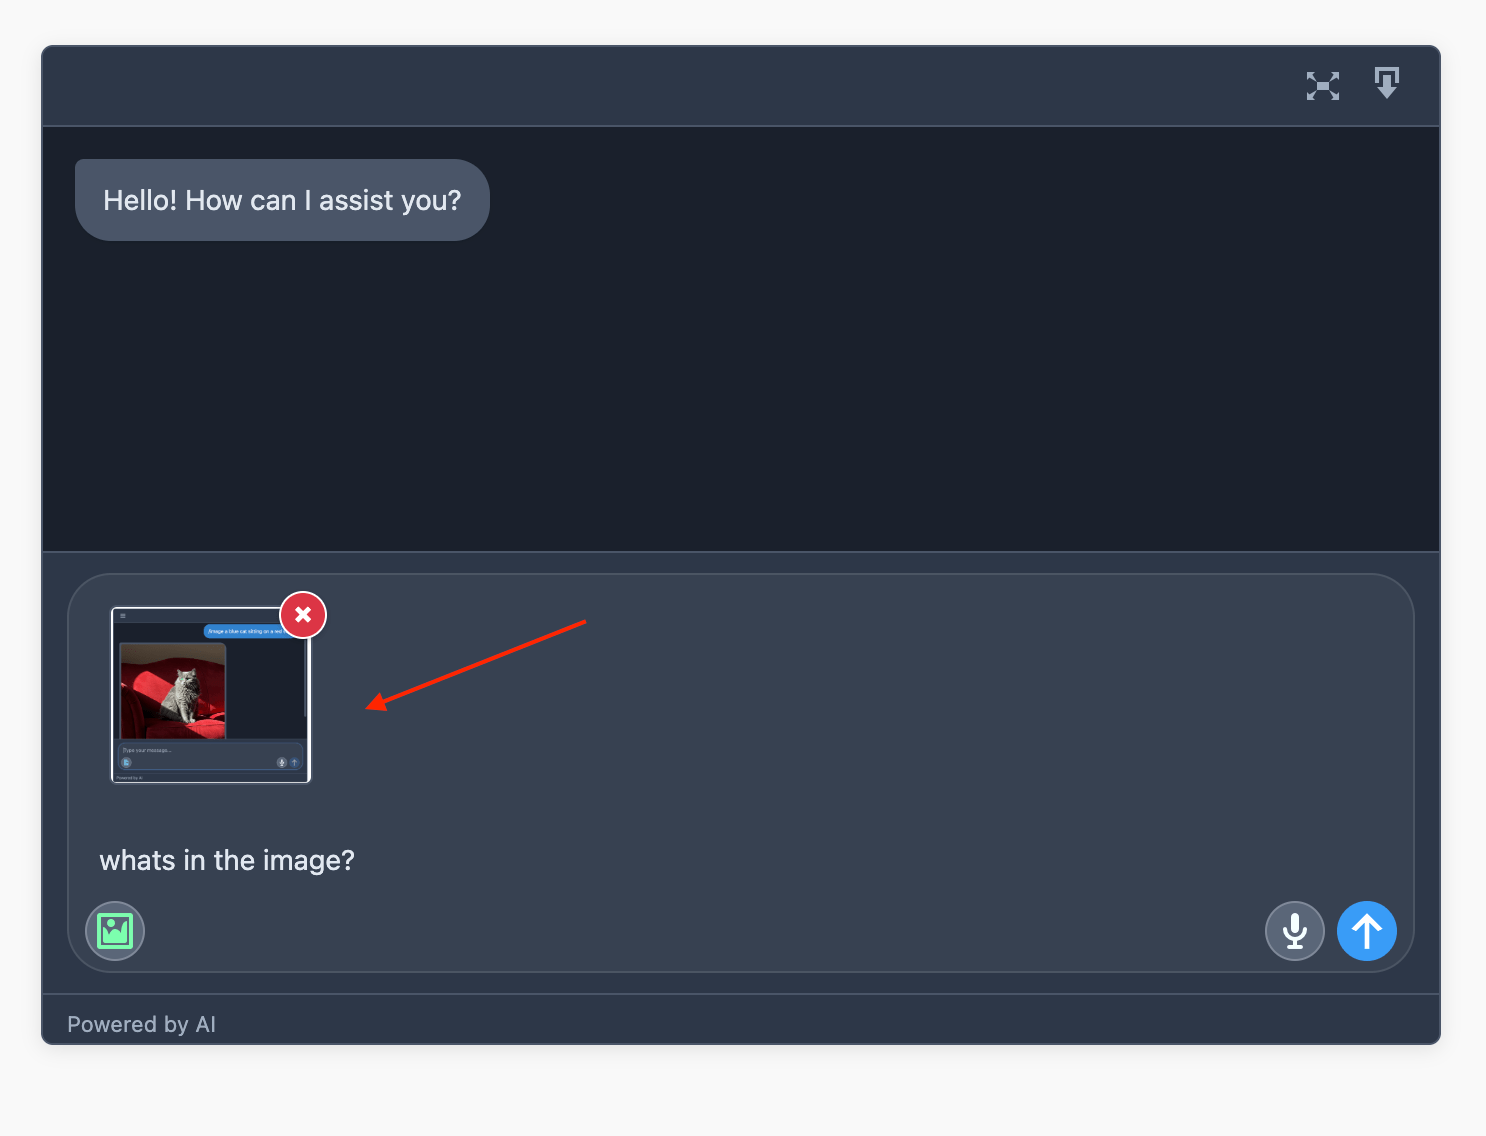 Hello! How can I assist you?
/image a blue cat sitting on a red
Type your message...
Powered by AI
whats in the image?
Powered by AI